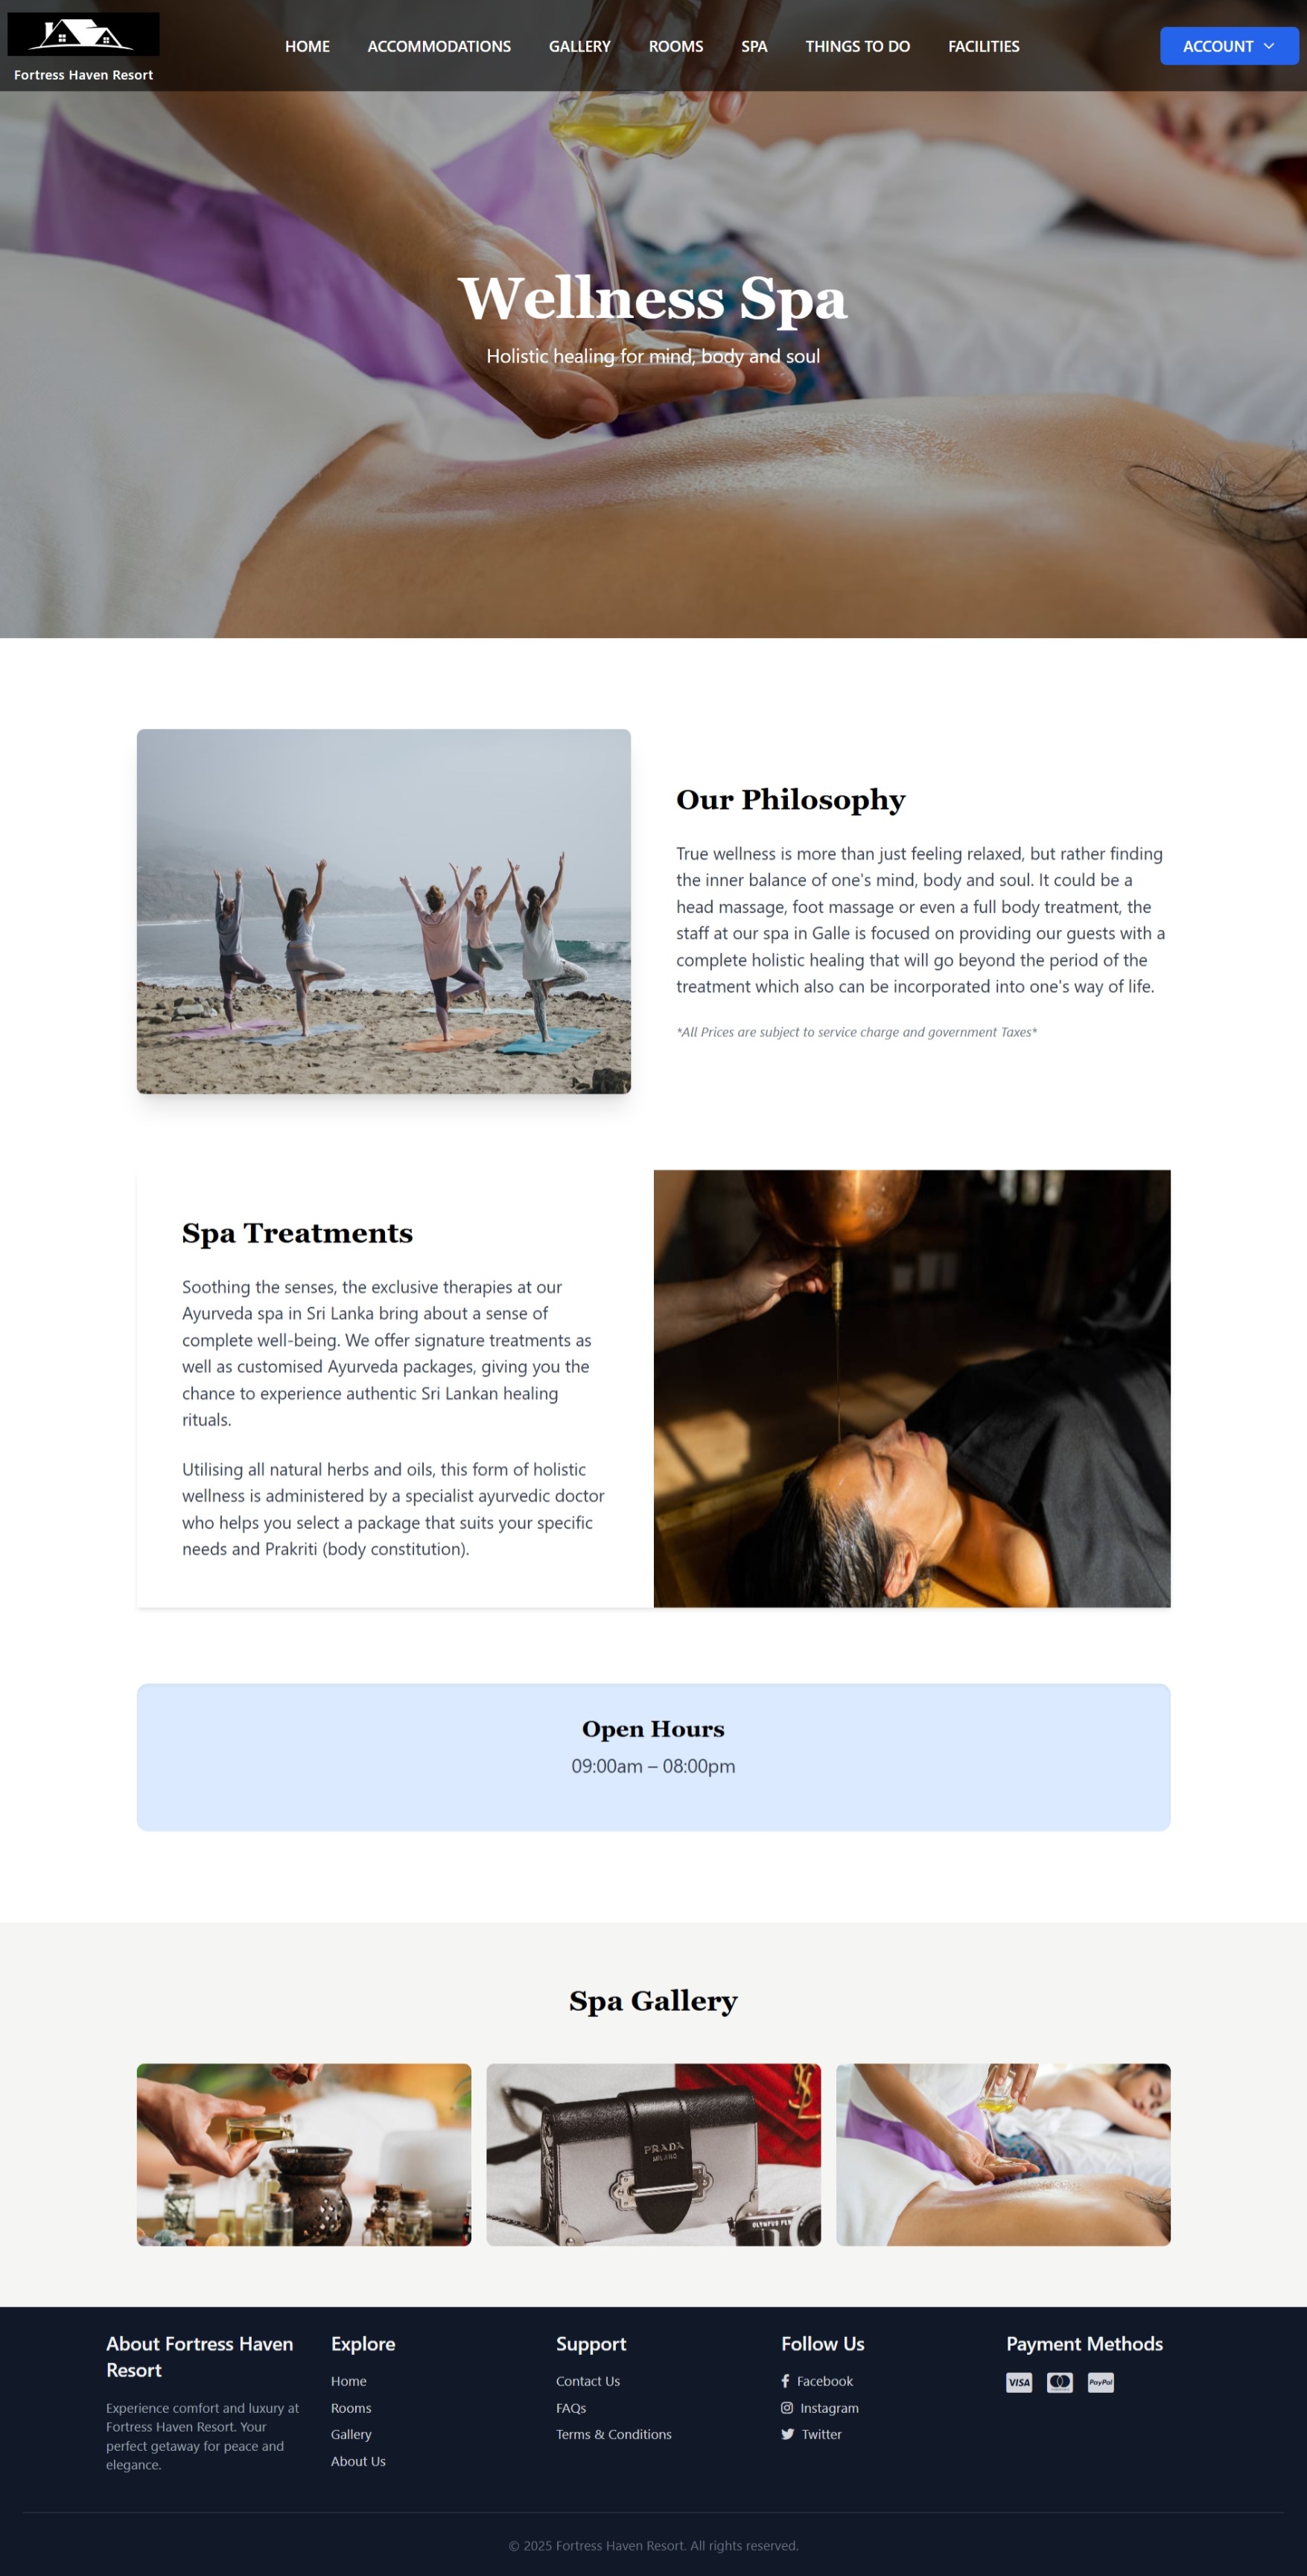 Fortress Haven Resort
HOME
ACCOMMODATIONS
GALLERY
ROOMS
SPA
THINGS TO DO
FACILITIES
ACCOUNT
Wellness Spa
Holistic healing for mind, body and soul
Our Philosophy
True wellness is more than just feeling relaxed, but rather finding
the inner balance of one's mind, body and soul. It could be a
head massage, foot massage or even a full body treatment, the
staff at our spa in Galle is focused on providing our guests with a
complete holistic healing that will go beyond the period of the
treatment which also can be incorporated into one's way of life.
*All Prices are subject to service charge and government Taxes*
Spa Treatments
Soothing the senses, the exclusive therapies at our
Ayurveda spa in Sri Lanka bring about a sense of
complete well-being. We offer signature treatments as
well as customised Ayurveda packages, giving you the
chance to experience authentic Sri Lankan healing
rituals.
Utilising all natural herbs and oils, this form of holistic
wellness is administered by a specialist ayurvedic doctor
who helps you select a package that suits your specific
needs and Prakriti (body constitution).
Open Hours
09:00am – 08:00pm
Spa Gallery
PRADA
MILANO
OLYMPUS PEN
About Fortress Haven
Resort
Experience comfort and luxury at
Fortress Haven Resort. Your
perfect getaway for peace and
elegance.
Explore
Home
Rooms
Gallery
About Us
Support
Contact Us
FAQs
Terms & Conditions
Follow Us
Facebook
Instagram
Twitter
Payment Methods
VISA
PayPal
© 2025 Fortress Haven Resort. All rights reserved.